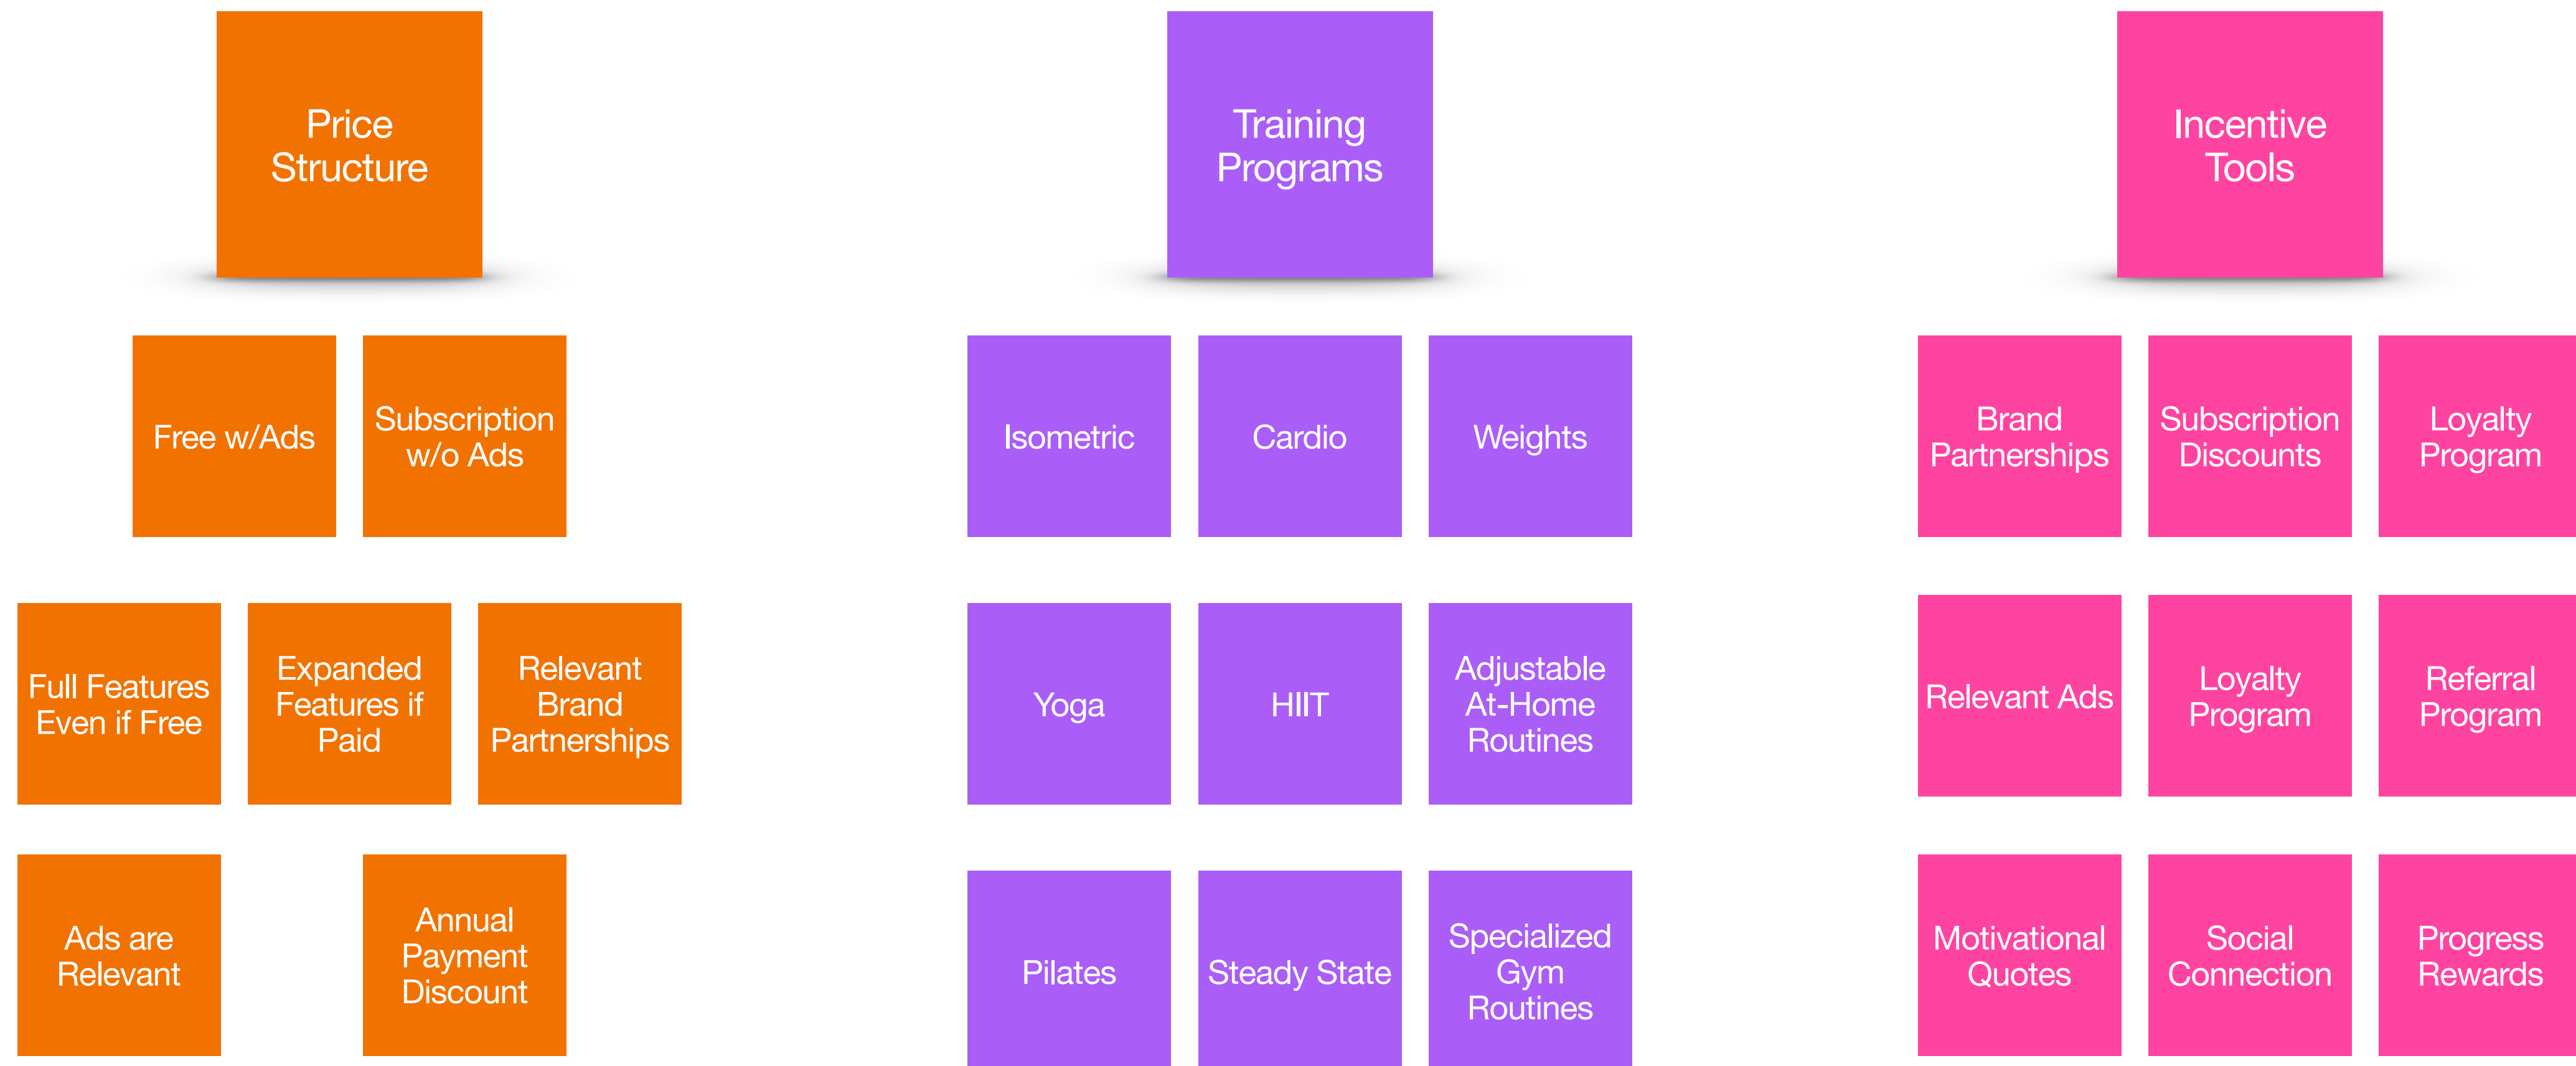 Price
Structure
Training
Programs
Incentive
Tools
Free w/Ads
Subscription
w/o Ads
Isometric
Cardio
Weights
Brand
Partnerships
Subscription
Discounts
Loyalty
Program
Full Features
Even if Free
Expanded
Features if
Paid
Relevant
Brand
Partnerships
Yoga
HIIT
Adjustable
At-Home
Routines
Relevant Ads
Loyalty
Program
Referral
Program
Ads are
Relevant
Annual
Payment
Discount
Pilates
Steady State
Specialized
Gym
Routines
Motivational
Quotes
Social
Connection
Progress
Rewards